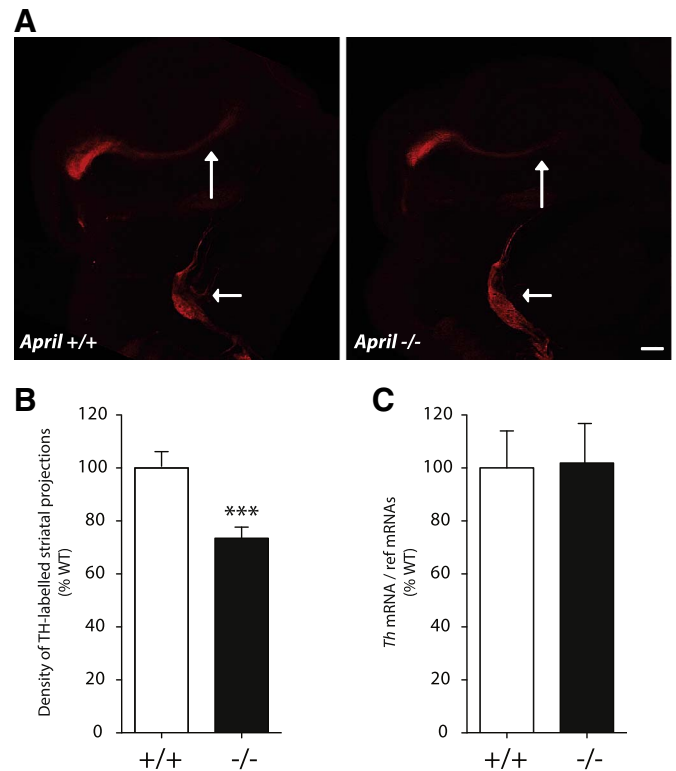 A
April +/+
April -/-
B
Density of TH-labelled striatal projections
(% WT)
120
100
80
60
40
20
0
***
+/+
-/-
C
Th mRNA / ref mRNAs
(% WT)
120
100
80
60
40
20
0
+/+
-/-